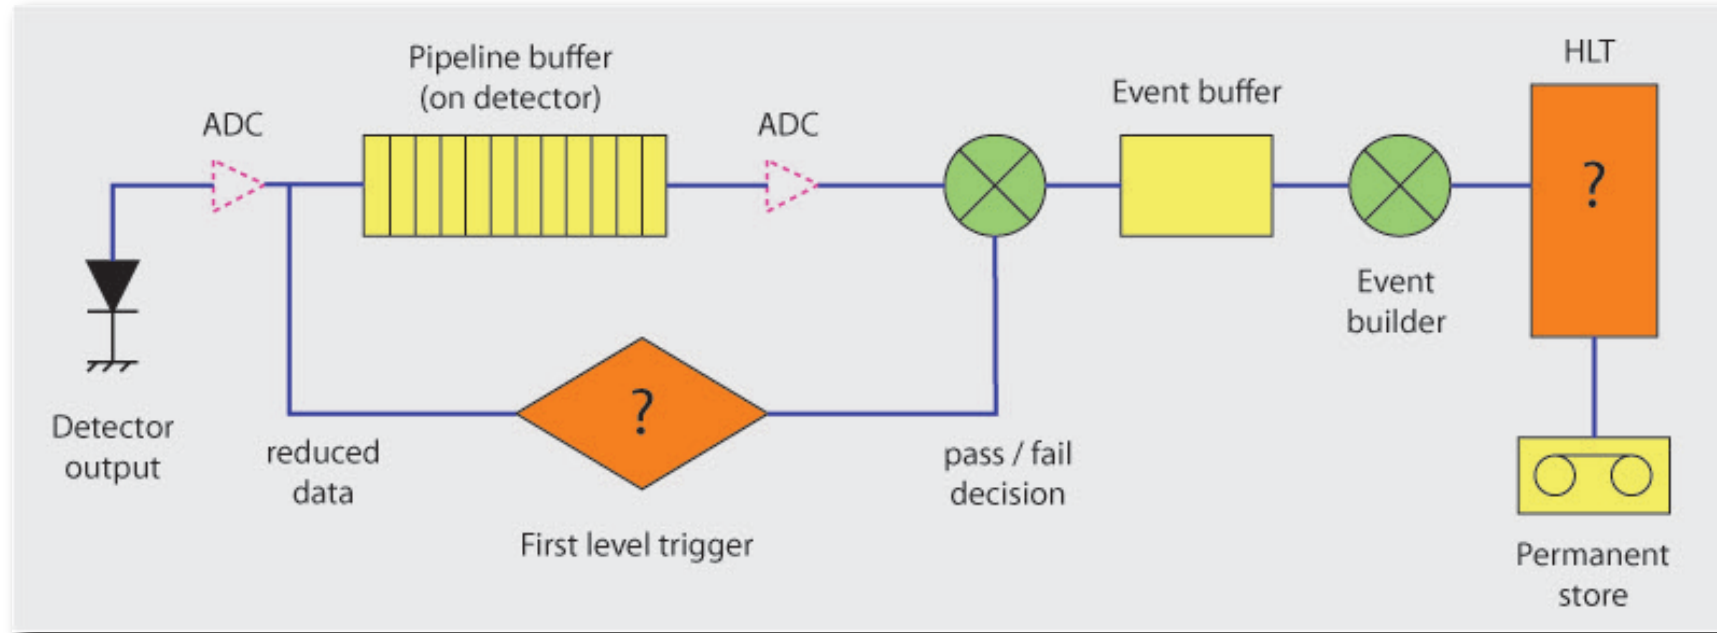 Pipeline buffer
(on detector)
ADC
ADC
Event buffer
HLT
?
Event
builder
Detector
output
reduced
data
?
First level trigger
pass / fail
decision
Permanent
store